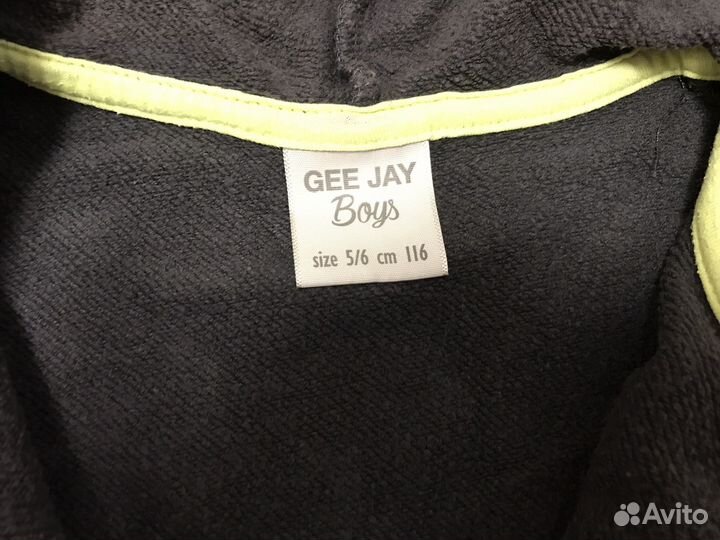 GEE JAY
Boys
size 5/6 cm 116
Avito